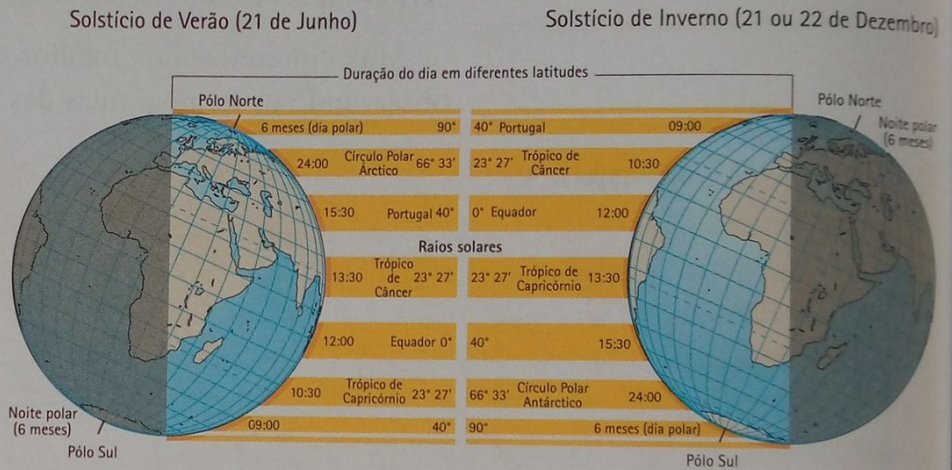 Solstício de Verão (21 de Junho)
Solstício de Inverno (21 ou 22 de Dezembro)
Duração do dia em diferentes latitudes
Pólo Norte
6 meses (dia polar) 90°
24:00 Círculo Polar Árctico 66° 33'
15:30 Portugal 40°
Raios solares
13:30 Trópico de Câncer 23° 27'
12:00 Equador 0°
10:30 Trópico de Capricórnio 23° 27'
09:00 40°
Noite polar
(6 meses)
Pólo Sul
Pólo Norte
Noite polar
(6 meses)
40° Portugal 09:00
23° 27' Trópico de Câncer 10:30
0° Equador 12:00
23° 27' Trópico de Capricórnio 13:30
40° 15:30
66° 33' Círculo Polar Antárctico 24:00
90° 6 meses (dia polar)
Pólo Sul